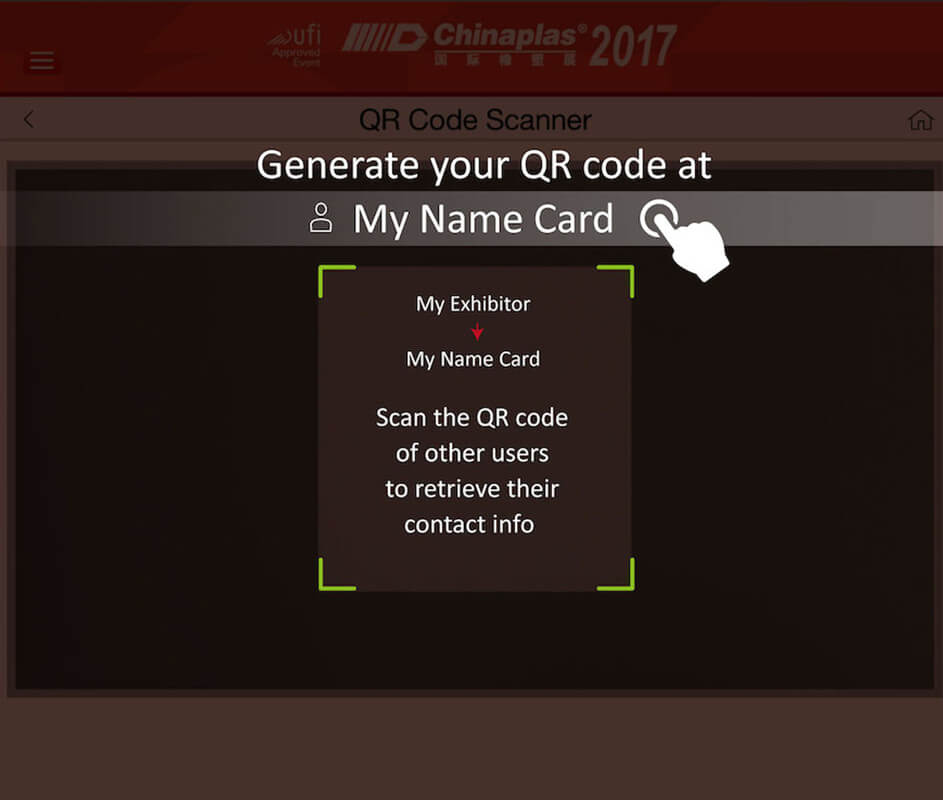 ufi
Approved
Event
Chinaplas® 2017
国际橡塑展
QR Code Scanner
Generate your QR code at
My Name Card
My Exhibitor
My Name Card
Scan the QR code
of other users
to retrieve their
contact info